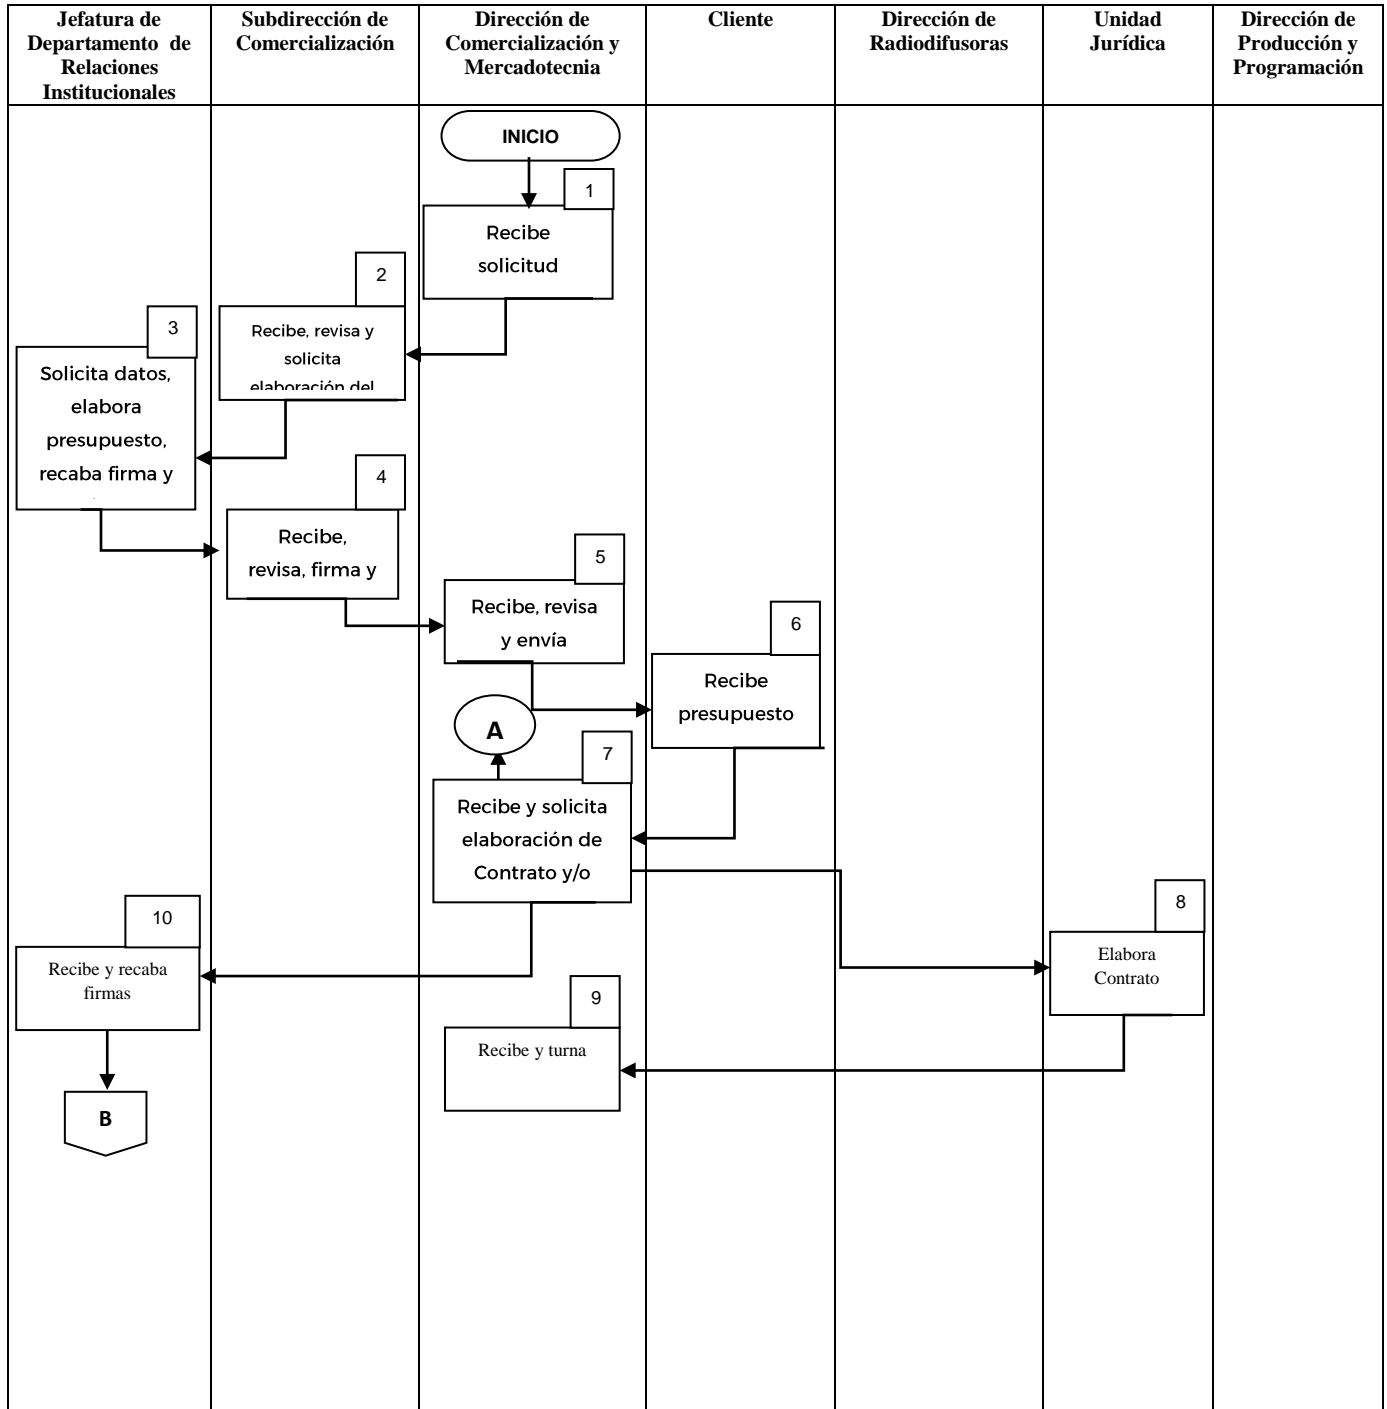 Jefatura de
Departamento de
Relaciones
Institucionales
Subdirección de
Comercialización
Dirección de
Comercialización y
Mercadotecnia
Cliente
Dirección de
Radiodifusoras
Unidad
Jurídica
Dirección de
Producción y
Programación
INICIO
1
Recibe
solicitud
2
Recibe, revisa y
solicita
elaboración del
3
Solicita datos,
elabora
presupuesto,
recaba firma y
4
Recibe,
revisa, firma y
5
Recibe, revisa
y envía
6
Recibe
presupuesto
A
7
Recibe y solicita
elaboración de
Contrato y/o
8
Elabora
Contrato
10
Recibe y recaba
firmas
9
Recibe y turna
B